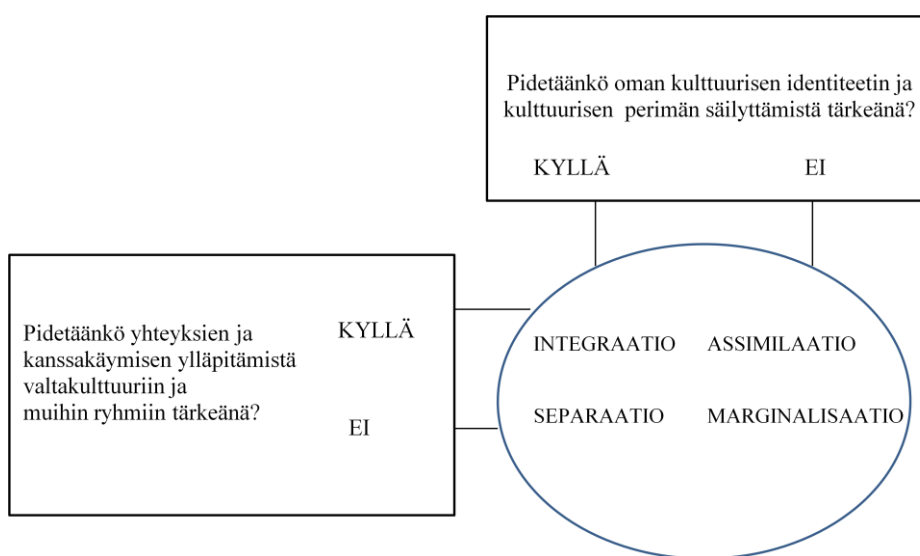 Pidetäänkö oman kulttuurisen identiteetin ja
kulttuurisen perimän säilyttämistä tärkeänä?
KYLLÄ EI
Pidetäänkö yhteyksien ja
kanssakäymisen ylläpitämistä
valtakulttuuriin ja
muihin ryhmiin tärkeänä?
KYLLÄ
EI
INTEGRAATIO ASSIMILAATIO
SEPARAATIO MARGINALISAATIO